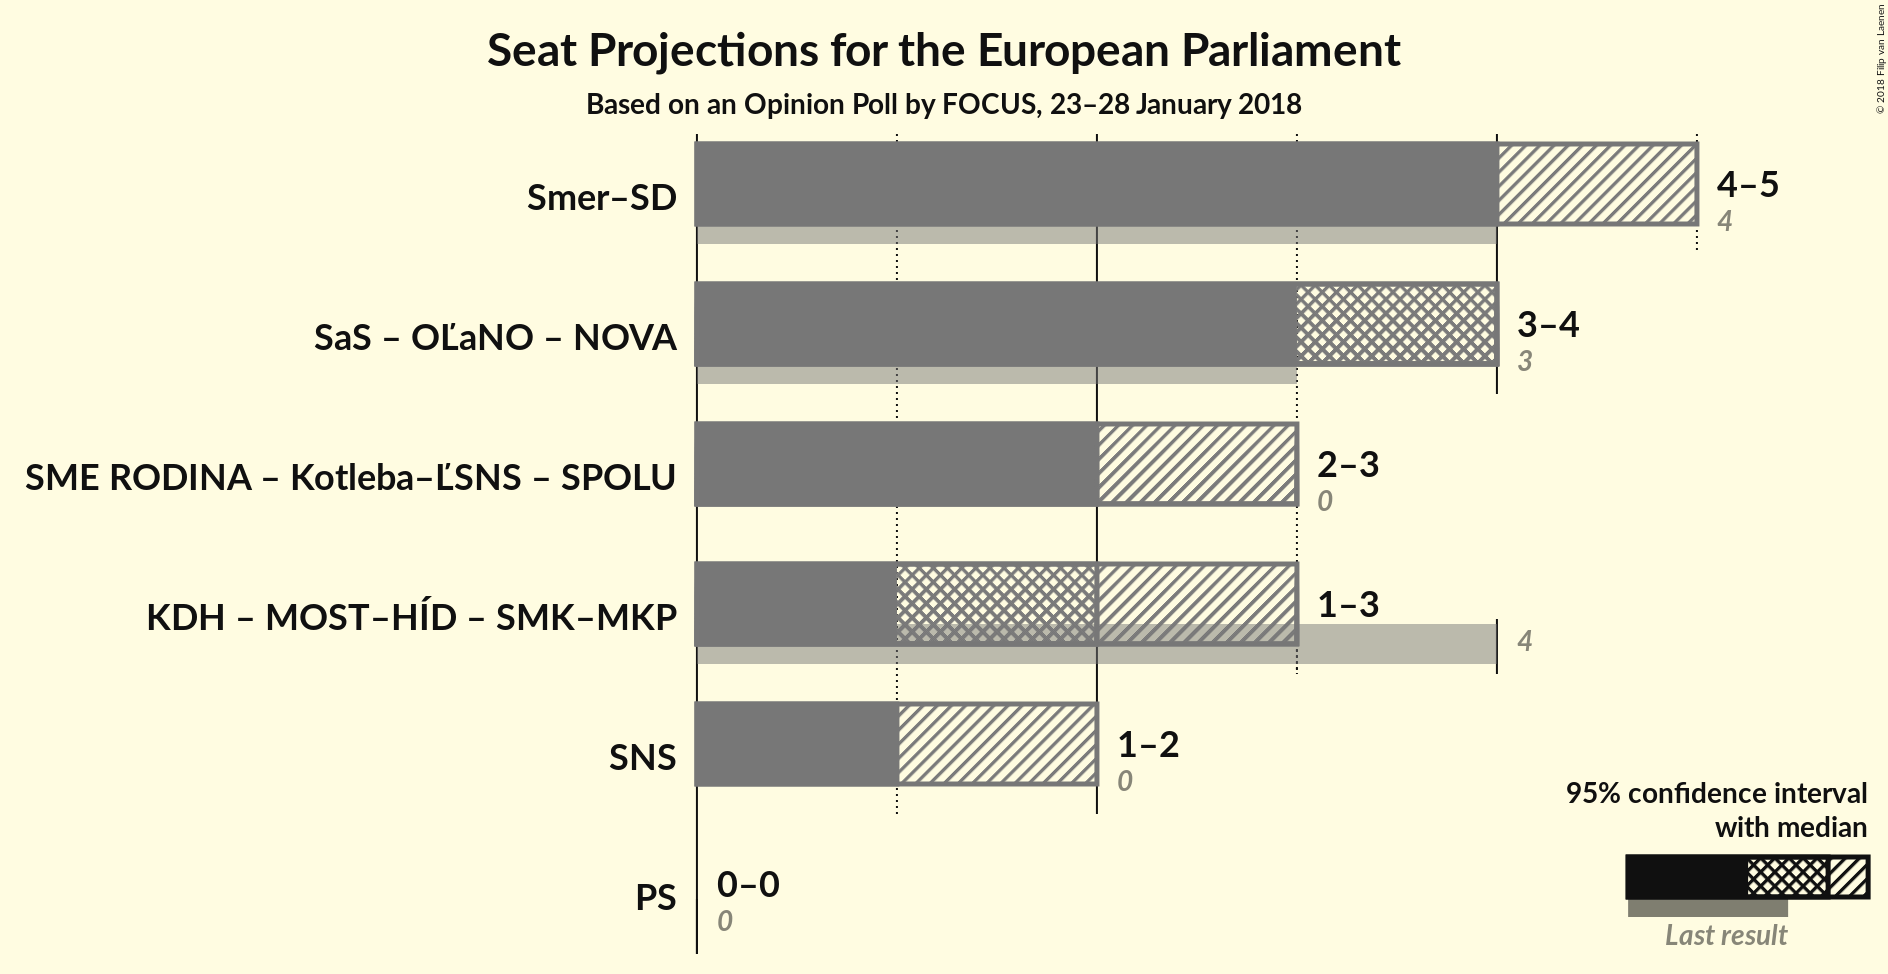 Seat Projections for the European Parliament
Based on an Opinion Poll by FOCUS, 23–28 January 2018
© 2018 Filip van Laenen
Smer–SD
4–5
4
SaS – OĽaNO – NOVA
3–4
3
SME RODINA – Kotleba–ĽSNS – SPOLU
2–3
0
KDH – MOST–HÍD – SMK–MKP
1–3
4
SNS
1–2
0
PS
0–0
0
95% confidence interval
with median
Last result